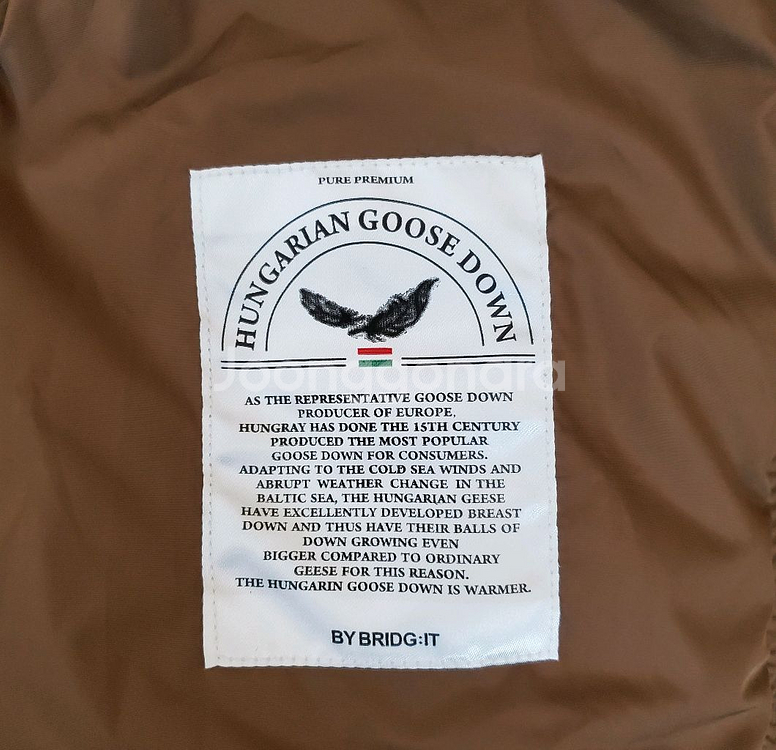 PURE PREMIUM
HUNGARIAN GOOSE DOWN
Joongdonara
AS THE REPRESENTATIVE GOOSE DOWN
PRODUCER OF EUROPE,
HUNGRAY HAS DONE THE 15TH CENTURY
PRODUCED THE MOST POPULAR
GOOSE DOWN FOR CONSUMERS.
ADAPTING TO THE COLD SEA WINDS AND
ABRUPT WEATHER CHANGE IN THE
BALTIC SEA, THE HUNGARIAN GEESE
HAVE EXCELLENTLY DEVELOPED BREAST
DOWN AND THUS HAVE THEIR BALLS OF
DOWN GROWING EVEN
BIGGER COMPARED TO ORDINARY
GEESE FOR THIS REASON.
THE HUNGARIN GOOSE DOWN IS WARMER.
BY BRIDG:IT